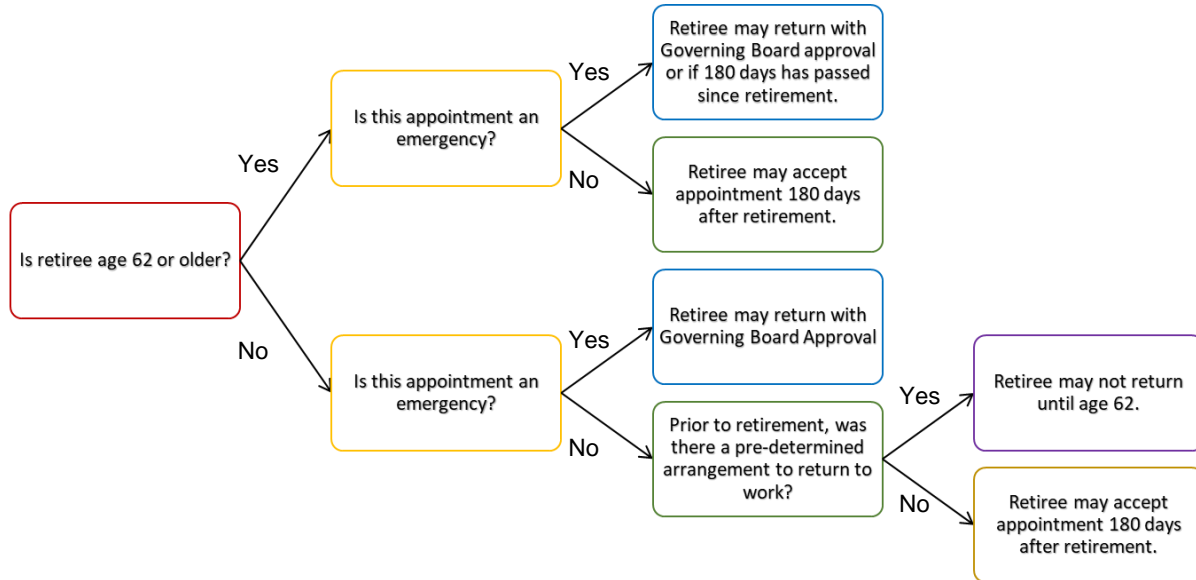 Is retiree age 62 or older?
Yes
No
Is this appointment an
emergency?
Yes
No
Retiree may return with
Governing Board approval
or if 180 days has passed
since retirement.
Retiree may accept
appointment 180 days
after retirement.
Is this appointment an
emergency?
Yes
No
Retiree may return with
Governing Board Approval
Prior to retirement, was
there a pre-determined
arrangement to return to
work?
Yes
No
Retiree may not return
until age 62.
Retiree may accept
appointment 180 days
after retirement.